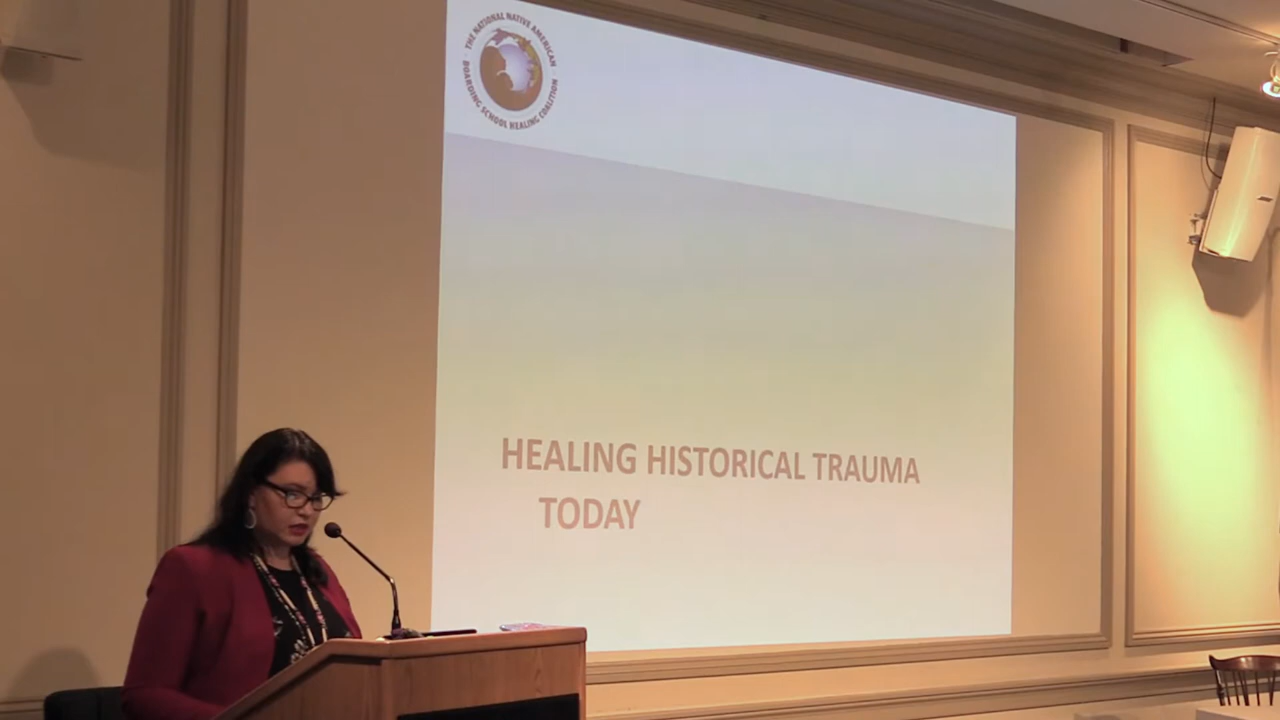 THE NATIONAL NATIVE AMERICAN
BOARDING SCHOOL HEALING COALITION
HEALING HISTORICAL TRAUMA
TODAY